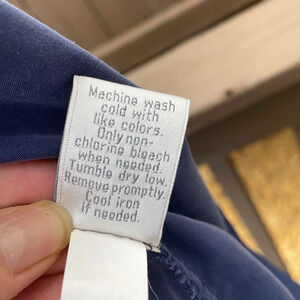 Machine wash
cold with
like colors.
Only non-
chlorine bleach
when needed.
Tumble dry low.
Remove promptly.
Cool iron
if needed.